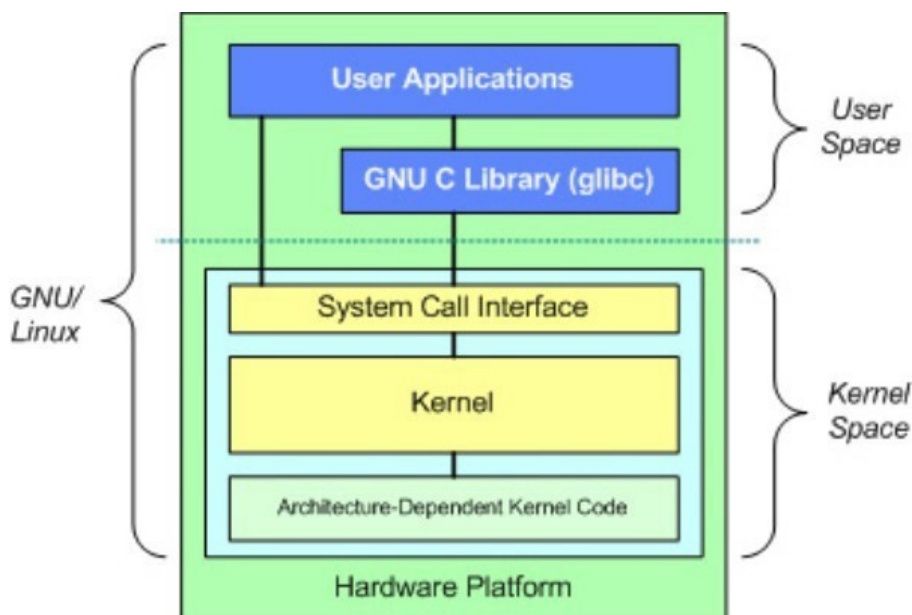 User Applications
User
Space
GNU C Library (glibc)
GNU/
Linux
System Call Interface
Kernel
Kernel
Space
Architecture-Dependent Kernel Code
Hardware Platform